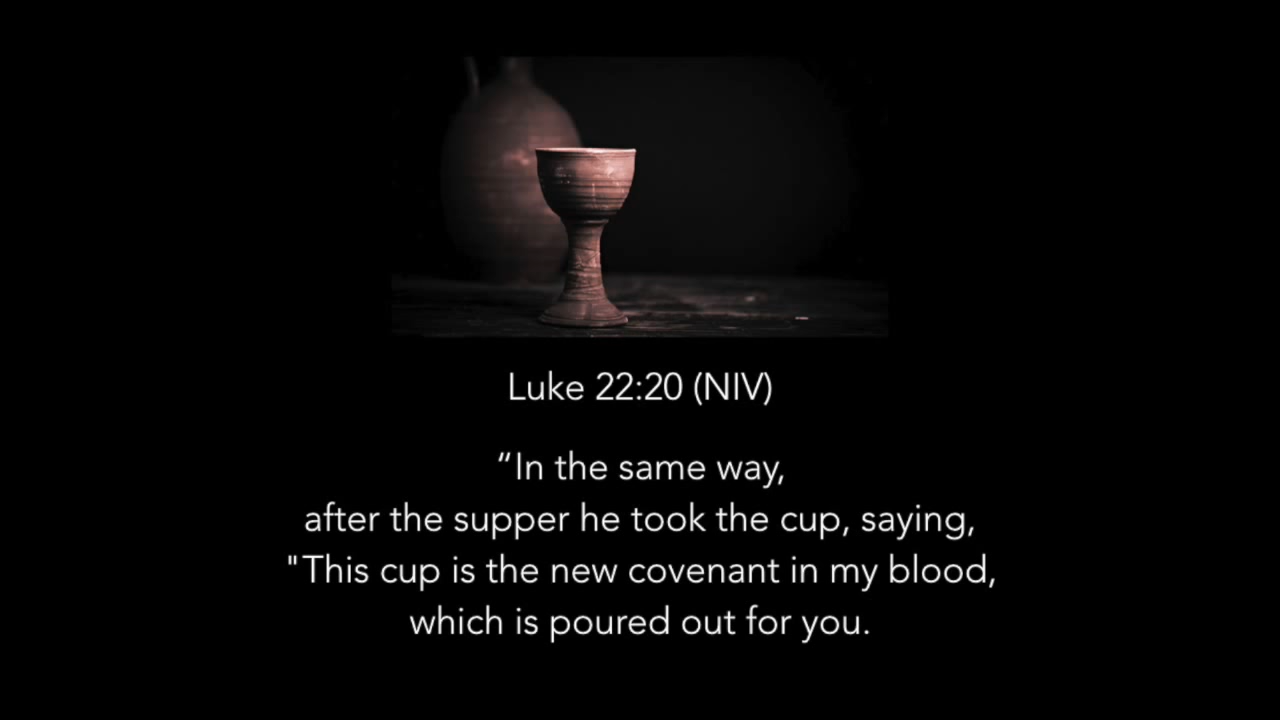 Luke 22:20 (NIV)
“In the same way,
after the supper he took the cup, saying,
"This cup is the new covenant in my blood,
which is poured out for you.